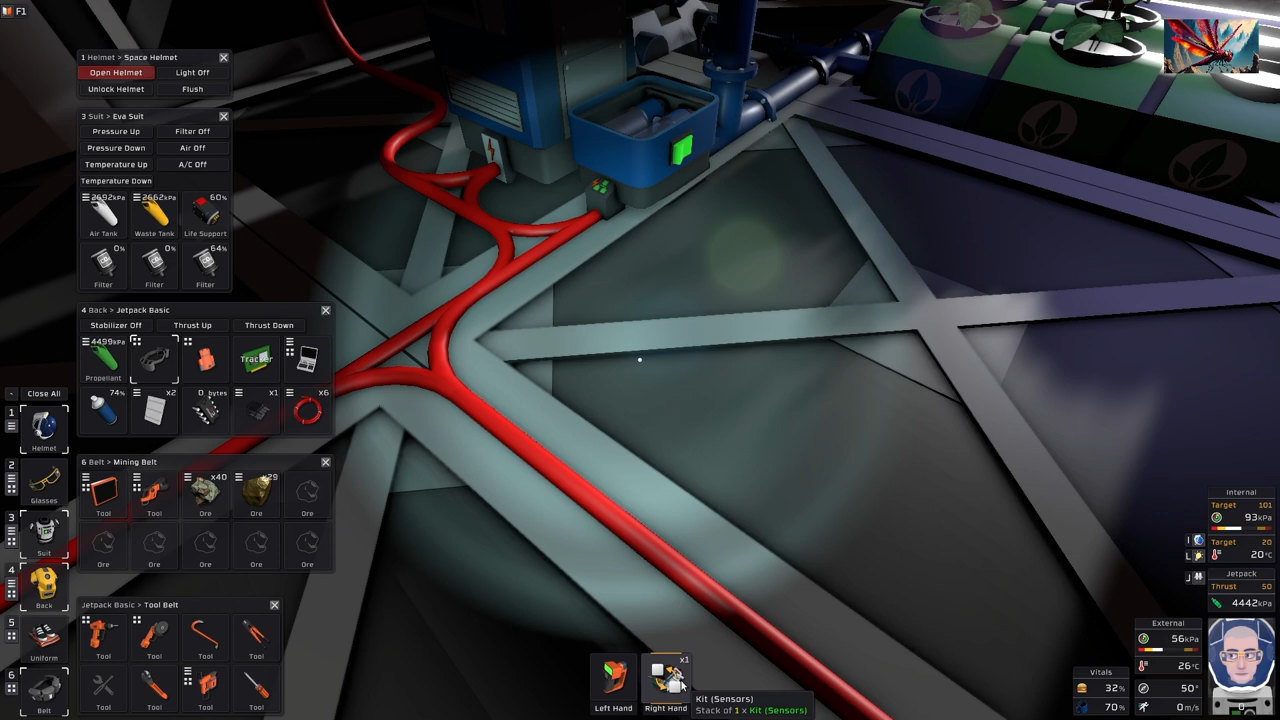 F1
1 Helmet > Space Helmet
Open Helmet Light Off
Unlock Helmet Flush
3 Suit > Eva Suit
Pressure Up Filter Off
Pressure Down Air Off
Temperature Up A/C Off
Temperature Down
2692kPa 2662kPa 60%
Air Tank Waste Tank Life Support
0% 0% 64%
Filter Filter Filter
4 Back > Jetpack Basic
Stabilizer Off Thrust Up Thrust Down
4499kPa Tracker
Propellant
74% x2 0 bytes x1 x6
6 Belt > Mining Belt
x40 x29
Tool Tool Ore Ore Ore
Ore Ore Ore Ore Ore
Jetpack Basic > Tool Belt
Tool Tool Tool Tool
Tool Tool Tool Tool
- Close All
1
Helmet
2
Glasses
3
Suit
4
Back
5
Uniform
6
Belt
x1
Left Hand Right Hand
Kit (Sensors)
Stack of 1 x Kit (Sensors)
Internal
Target 101
93kPa
I Target 20
L 20°C
J Jetpack
Thrust 50
4442kPa
External
56kPa
26°C
50°
0m/s
Vitals
32%
70%
0